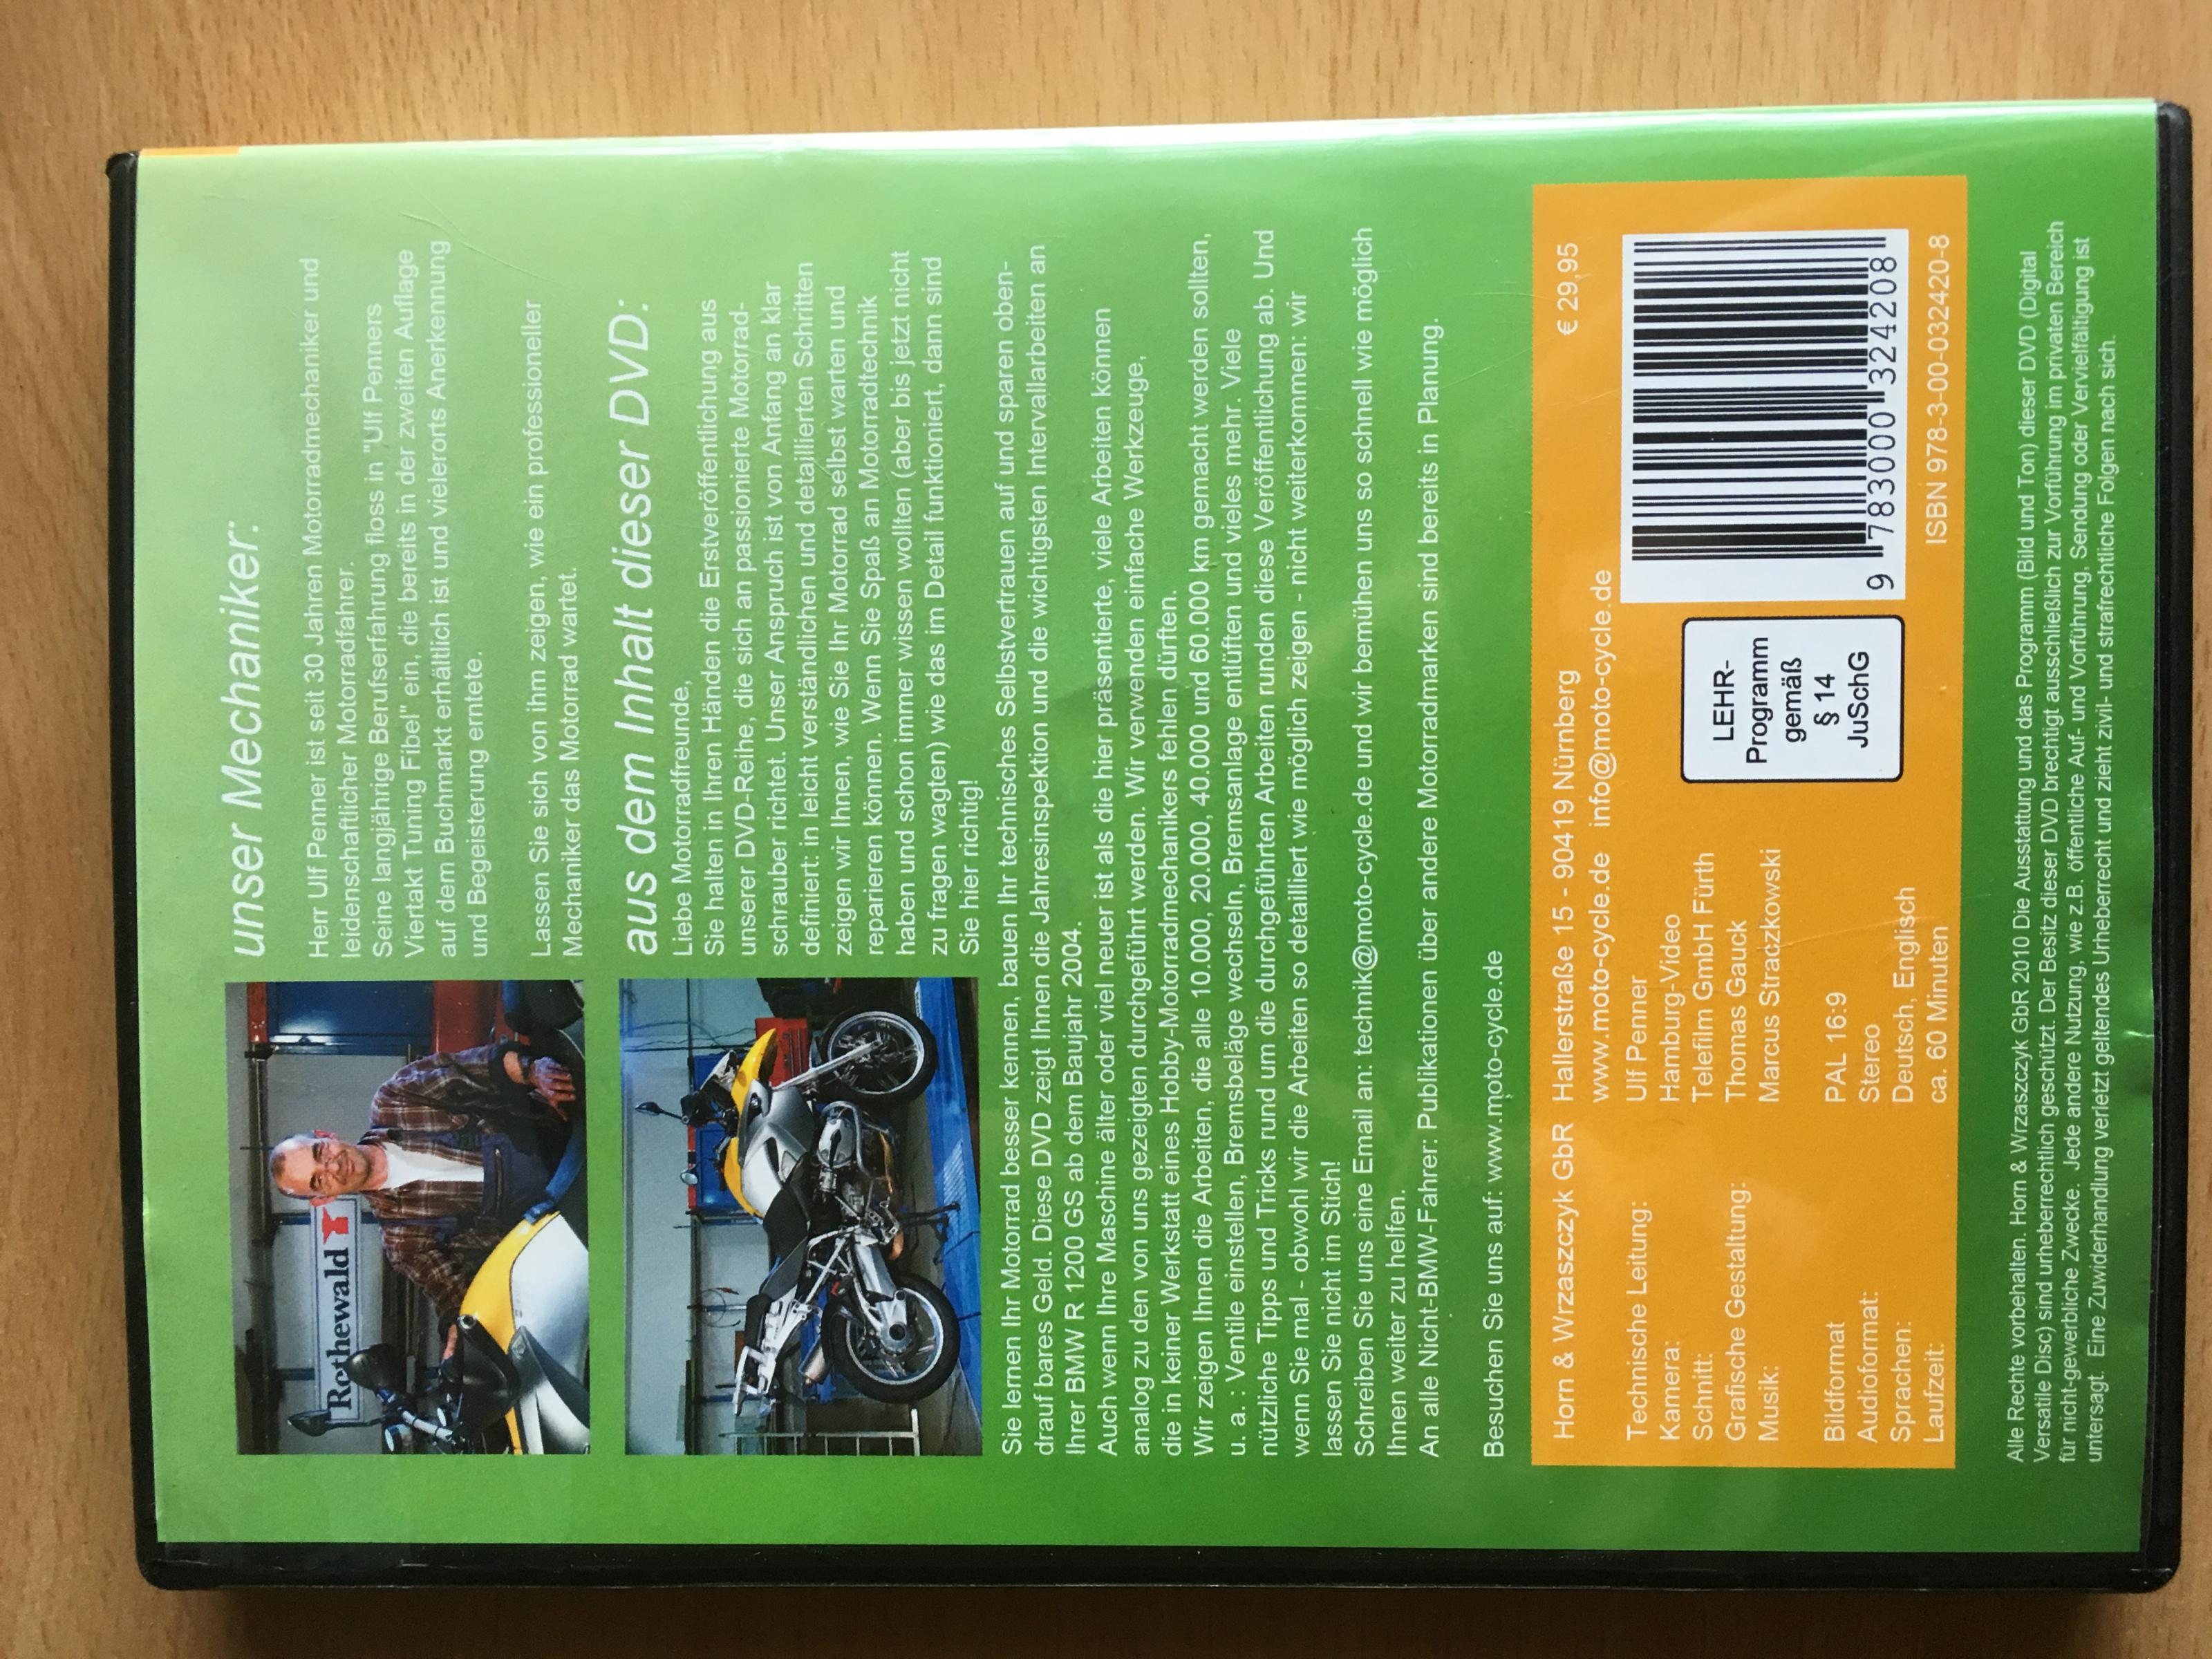 unser Mechaniker:
Herr Ulf Penner ist seit 30 Jahren Motorradmechaniker und
leidenschaftlicher Motorradfahrer.
Seine langjährige Berufserfahrung floss in "Ulf Penners
Viertakt Tuning Fibel" ein, die bereits in der zweiten Auflage
auf dem Buchmarkt erhältlich ist und vielerorts Anerkennung
und Begeisterung erntete.
Lassen Sie sich von ihm zeigen, wie ein professioneller
Mechaniker das Motorrad wartet.
Rothewald
aus dem Inhalt dieser DVD:
Liebe Motorradfreunde,
Sie halten in Ihren Händen die Erstveröffentlichung aus
unserer DVD-Reihe, die sich an passionierte Motorrad-
schrauber richtet. Unser Anspruch ist von Anfang an klar
definiert: in leicht verständlichen und detaillierten Schritten
zeigen wir Ihnen, wie Sie Ihr Motorrad selbst warten und
reparieren können. Wenn Sie Spaß an Motorradtechnik
haben und schon immer wissen wollten (aber bis jetzt nicht
zu fragen wagten) wie das im Detail funktioniert, dann sind
Sie hier richtig!
Sie lernen Ihr Motorrad besser kennen, bauen Ihr technisches Selbstvertrauen auf und sparen oben-
drauf bares Geld. Diese DVD zeigt Ihnen die Jahresinspektion und die wichtigsten Intervallarbeiten an
Ihrer BMW R 1200 GS ab dem Baujahr 2004.
Auch wenn Ihre Maschine älter oder viel neuer ist als die hier präsentierte, viele Arbeiten können
analog zu den von uns gezeigten durchgeführt werden. Wir verwenden einfache Werkzeuge,
die in keiner Werkstatt eines Hobby-Motorradmechanikers fehlen dürften.
Wir zeigen Ihnen die Arbeiten, die alle 10.000, 20.000, 40.000 und 60.000 km gemacht werden sollten,
u. a. : Ventile einstellen, Bremsbeläge wechseln, Bremsanlage entlüften und vieles mehr. Viele
nützliche Tipps und Tricks rund um die durchgeführten Arbeiten runden diese Veröffentlichung ab. Und
wenn Sie mal - obwohl wir die Arbeiten so detailliert wie möglich zeigen - nicht weiterkommen: wir
lassen Sie nicht im Stich!
Schreiben Sie uns eine Email an: technik@moto-cycle.de und wir bemühen uns so schnell wie möglich
Ihnen weiter zu helfen.
An alle Nicht-BMW-Fahrer: Publikationen über andere Motorradmarken sind bereits in Planung.
Besuchen Sie uns auf: www.moto-cycle.de
Horn & Wrzaszczyk GbR Hallerstraße 15 - 90419 Nürnberg
www.moto-cycle.de info@moto-cycle.de
€ 29,95
Technische Leitung: Ulf Penner
Kamera: Hamburg-Video
Schnitt: Telefilm GmbH Fürth
Grafische Gestaltung: Thomas Gauck
Musik: Marcus Stradzkowski
Bildformat PAL 16:9
Audioformat: Stereo
Sprachen: Deutsch, Englisch
Laufzeit: ca. 60 Minuten
LEHR-
Programm
gemäß
§ 14
JuSchG
9 783000 324208
ISBN 978-3-00-032420-8
Alle Rechte vorbehalten. Horn & Wrzaszczyk GbR 2010 Die Ausstattung und das Programm (Bild und Ton) dieser DVD (Digital
Versatile Disc) sind urheberrechtlich geschützt. Der Besitz dieser DVD brechtigt ausschließlich zur Vorführung im privaten Bereich
für nicht-gewerbliche Zwecke. Jede andere Nutzung, wie z.B. öffentliche Auf- und Vorführung, Sendung oder Vervielfältigung ist
untersagt. Eine Zuwiderhandlung verletzt geltendes Urheberrecht und zieht zivil- und strafrechtliche Folgen nach sich.